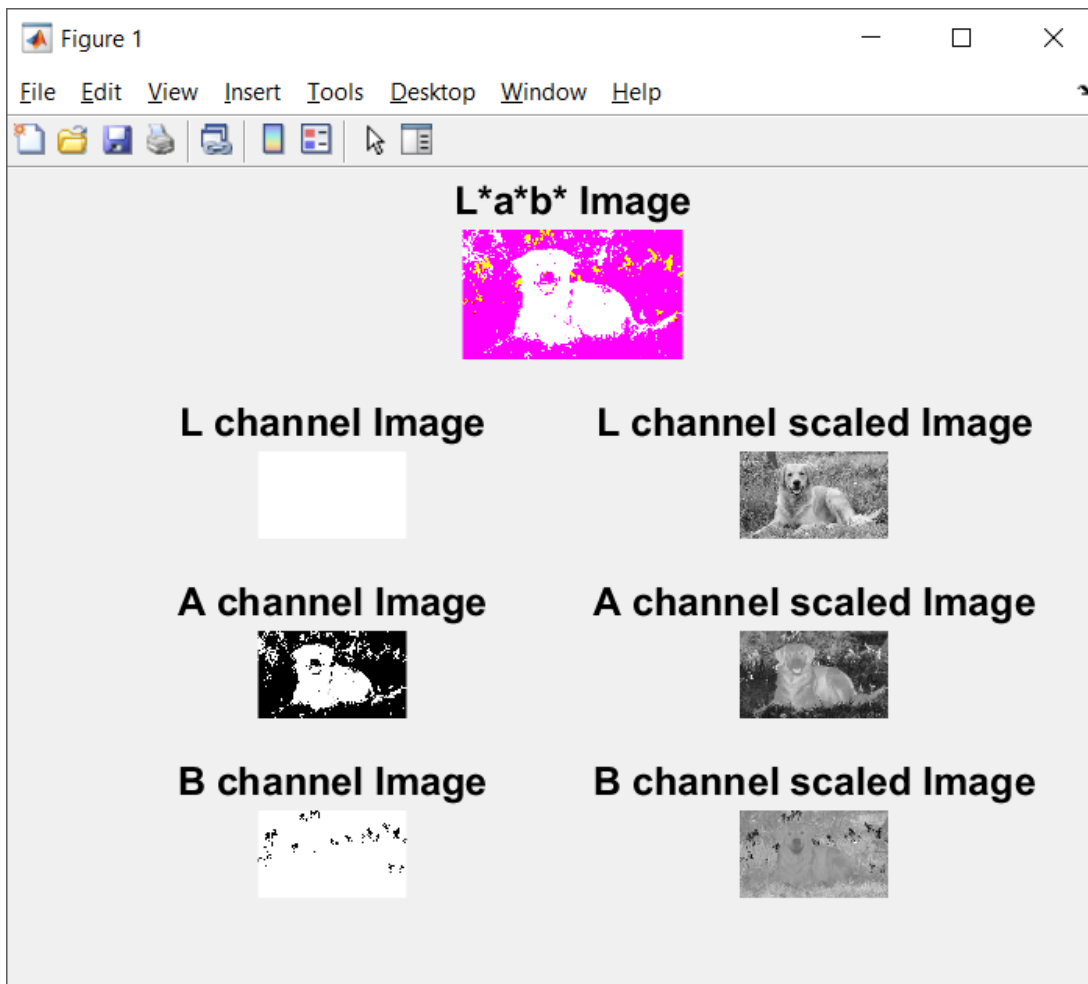 Figure 1
File Edit View Insert Tools Desktop Window Help
L*a*b* Image
L channel Image L channel scaled Image
A channel Image A channel scaled Image
B channel Image B channel scaled Image